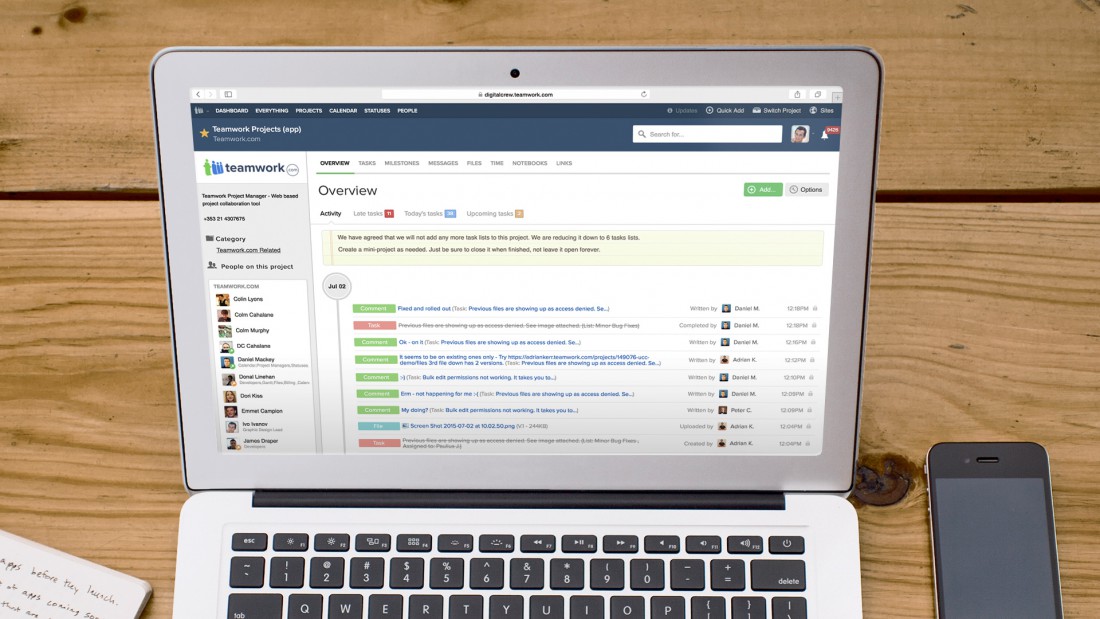 digitalcrew.teamwork.com
DASHBOARD EVERYTHING PROJECTS CALENDAR STATUSES PEOPLE
Updates Quick Add Switch Project Sites
Teamwork Projects (app)
Teamwork.com
Search for...
teamwork.com
OVERVIEW TASKS MILESTONES MESSAGES FILES TIME NOTEBOOKS LINKS
Teamwork Project Manager - Web based
project collaboration tool
+353 21 4307675
Category
Teamwork.com Related
People on this project
TEAMWORK.COM
Colin Lyons
Colm Cahalane
Colm Murphy
DC Cahalane
Daniel Mackey
Donal Linehan
Dori Kiss
Emmet Campion
Ivo Ivanov
Graphic Design Lead
James Draper
Developers
Overview
Add... Options
Activity Late tasks 11 Today's tasks Upcoming tasks 2
We have agreed that we will not add any more task lists to this project. We are reducing it down to 6 tasks lists.
Create a mini-project as needed. Just be sure to close it when finished, not leave it open forever.
Jul 02
Comment Fixed and rolled out (Task: Previous files are showing up as access denied. Se...) Written by Daniel M. 12:18PM
Task Previous files are showing up as access denied. See image attached. (List: Minor Bug Fixes) Completed by Daniel M. 12:18PM
Comment Ok - on it (Task: Previous files are showing up as access denied. Se...) Written by Daniel M. 12:16PM
Comment It seems to be existing ones only - Try https://adrianker.teamwork.com/projects/149076-ucc-
demo/files 3rd file down has 2 versions. (Task: Previous files are showing up as access denied. Se...) Written by Adrian K. 12:12PM
Comment :-) (Task: Bulk edit permissions not working. It takes you to...) Written by Daniel M. 12:10PM
Comment Erm - not happening for me :-( (Task: Previous files are showing up as access denied. Se...) Written by Daniel M. 12:09PM
Comment My doing? (Task: Bulk edit permissions not working. It takes you to...) Written by Peter C. 12:09PM
File Screen Shot 2015-07-02 at 10.02.50.png (V.1 - 244KB) Uploaded by Adrian K. 12:04PM
Task Previous files are showing up as access denied. See image attached. (List: Minor Bug Fixes,
Assigned to: Paulius J.) Created by Adrian K. 12:04PM
esc F1 F2 F3 F4 F5 F6 F7 F8 F9 F10 F11 F12
~ ! @ # $ % ^ & * ( ) _ +
1 2 3 4 5 6 7 8 9 0 - = delete
tab Q W E R T Y U I O P { } |
apps before they launch.
at apps coming
that are